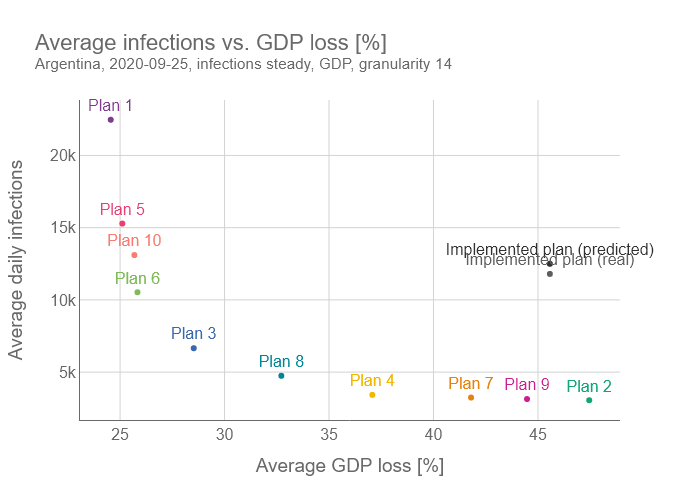 Average infections vs. GDP loss [%]
Argentina, 2020-09-25, infections steady, GDP, granularity 14
Plan 1
20k
Plan 5
15k
Plan 10
Implemented plan (predicted)
Implemented plan (real)
Plan 6
10k
Plan 3
Plan 8
5k
Plan 4
Plan 7
Plan 9
Plan 2
Average daily infections
25
30
35
40
45
Average GDP loss [%]